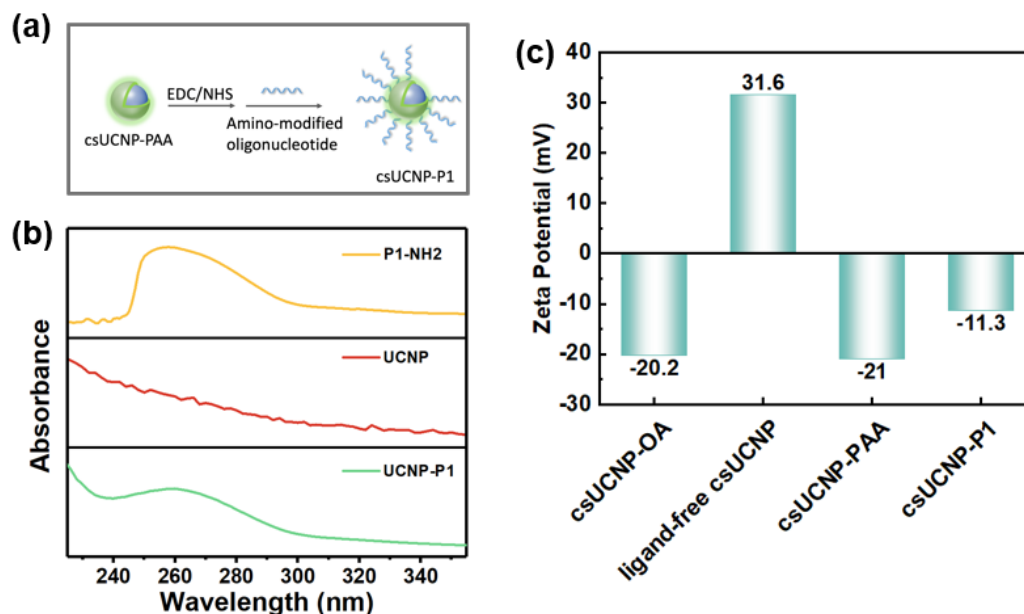 (a)
csUCNP-PAA
EDC/NHS
Amino-modified
oligonucleotide
csUCNP-P1
(b)
P1-NH2
UCNP
UCNP-P1
Absorbance
240 260 280 300 320 340
Wavelength (nm)
(c)
Zeta Potential (mV)
40
30
20
10
0
-10
-20
-30
31.6
-20.2
-21
-11.3
csUCNP-OA
ligand-free csUCNP
csUCNP-PAA
csUCNP-P1